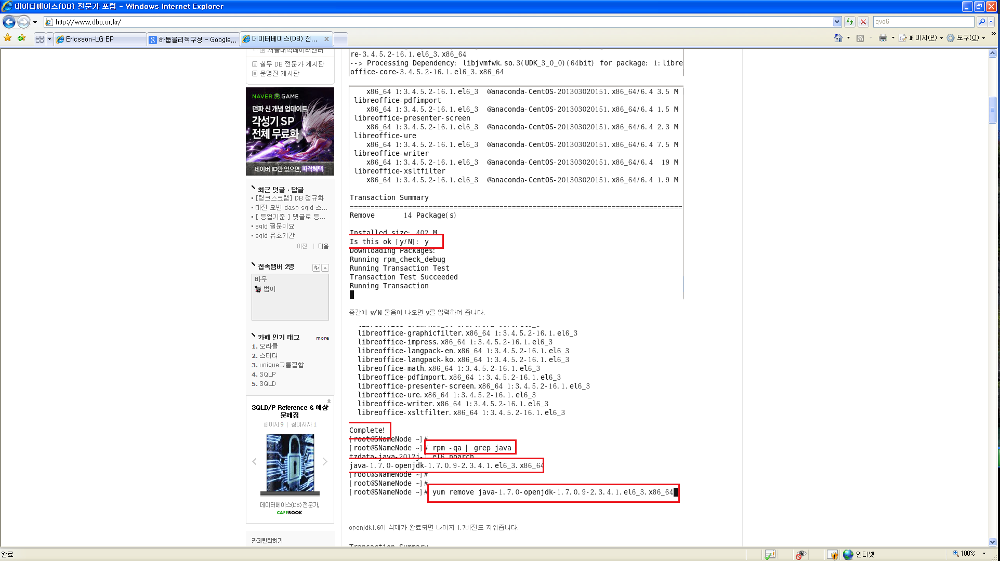 데이터베이스(DB) 전문가 포럼 - Windows Internet Explorer
http://www.dbp.or.kr/
qvo6
Ericsson-LG EP
하둡물리적구성 - Google...
데이터베이스(DB) 전...
페이지(P)
도구(O)
서울대빅데이터센터
실무 DB 전문가 게시판
운영진 게시판
NAVER GAME
던파 신 개념 업데이트
각성기 SP
전체 무료화
네이버 ID만 있으면, 파격혜택
최근 덧글 · 답글
[링크스크랩] DB 정규화
대전 요번 dasp sqld 스...
[ 등업기준 ] 댓글로 등...
sqld 질문이요
sqld 유효기간
이전 | 다음
접속멤버 2명
바우
범이
카페 인기 태그 more
1. 오라클
2. 스터디
3. unique그룹집합
4. SQLP
5. SQLD
SQLD/P Reference & 예상
문제집
페이지 9 | 참여저자 1
데이터베이스(DB) 전문가.
CAFEBOOK
카페탈퇴하기
re-3.4.5.2-16.1.el6_3.x86_64
--> Processing Dependency: libjvmfwk.so.3(UDK_3_0_0)(64bit) for package: 1:libre
office-core-3.4.5.2-16.1.el6_3.x86_64
x86_64 1:3.4.5.2-16.1.el6_3 @anaconda-CentOS-201303020151.x86_64/6.4 3.5 M
libreoffice-pdfimport
x86_64 1:3.4.5.2-16.1.el6_3 @anaconda-CentOS-201303020151.x86_64/6.4 1.5 M
libreoffice-presenter-screen
x86_64 1:3.4.5.2-16.1.el6_3 @anaconda-CentOS-201303020151.x86_64/6.4 2.3 M
libreoffice-ure
x86_64 1:3.4.5.2-16.1.el6_3 @anaconda-CentOS-201303020151.x86_64/6.4 7.5 M
libreoffice-writer
x86_64 1:3.4.5.2-16.1.el6_3 @anaconda-CentOS-201303020151.x86_64/6.4 19 M
libreoffice-xsltfilter
x86_64 1:3.4.5.2-16.1.el6_3 @anaconda-CentOS-201303020151.x86_64/6.4 1.9 M
Transaction Summary
================================================================================
Remove 14 Package(s)
Installed size: 402 M
Is this ok [y/N]: y
Downloading Packages:
Running rpm_check_debug
Running Transaction Test
Transaction Test Succeeded
Running Transaction
중간에 y/N 물음이 나오면 y를 입력하여 줍니다.
libreoffice-graphicfilter.x86_64 1:3.4.5.2-16.1.el6_3
libreoffice-impress.x86_64 1:3.4.5.2-16.1.el6_3
libreoffice-langpack-en.x86_64 1:3.4.5.2-16.1.el6_3
libreoffice-langpack-ko.x86_64 1:3.4.5.2-16.1.el6_3
libreoffice-math.x86_64 1:3.4.5.2-16.1.el6_3
libreoffice-pdfimport.x86_64 1:3.4.5.2-16.1.el6_3
libreoffice-presenter-screen.x86_64 1:3.4.5.2-16.1.el6_3
libreoffice-ure.x86_64 1:3.4.5.2-16.1.el6_3
libreoffice-writer.x86_64 1:3.4.5.2-16.1.el6_3
libreoffice-xsltfilter.x86_64 1:3.4.5.2-16.1.el6_3
Complete!
[root@SNameNode ~]#
[root@SNameNode ~]# rpm -qa | grep java
tzdata-java-2012j-1.el6.noarch
java-1.7.0-openjdk-1.7.0.9-2.3.4.1.el6_3.x86_64
[root@SNameNode ~]#
[root@SNameNode ~]#
[root@SNameNode ~]# yum remove java-1.7.0-openjdk-1.7.0.9-2.3.4.1.el6_3.x86_64
openjdk1.6이 삭제가 완료되면 나머지 1.7버전도 지워줍니다.
Transaction Summary
완료
인터넷
100%